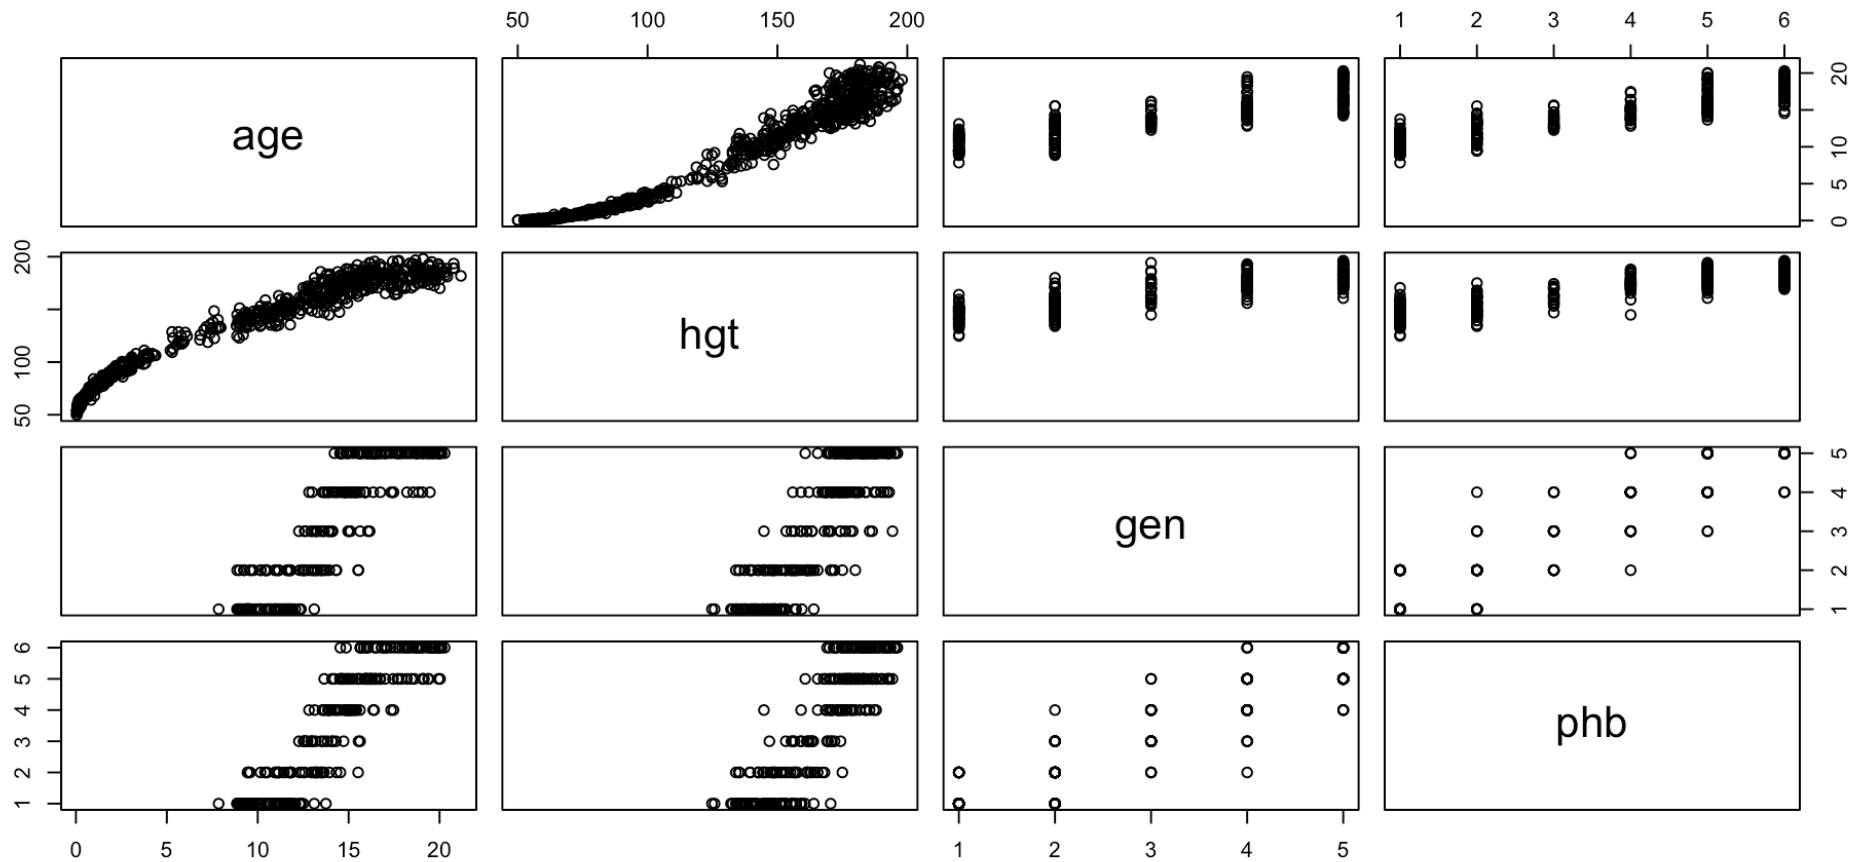 50 100 150 200 1 2 3 4 5 6
age 0 5 10 20
50 100 200 hgt
gen 1 2 3 4 5
1 2 3 4 5 6 phb
0 5 10 15 20 1 2 3 4 5